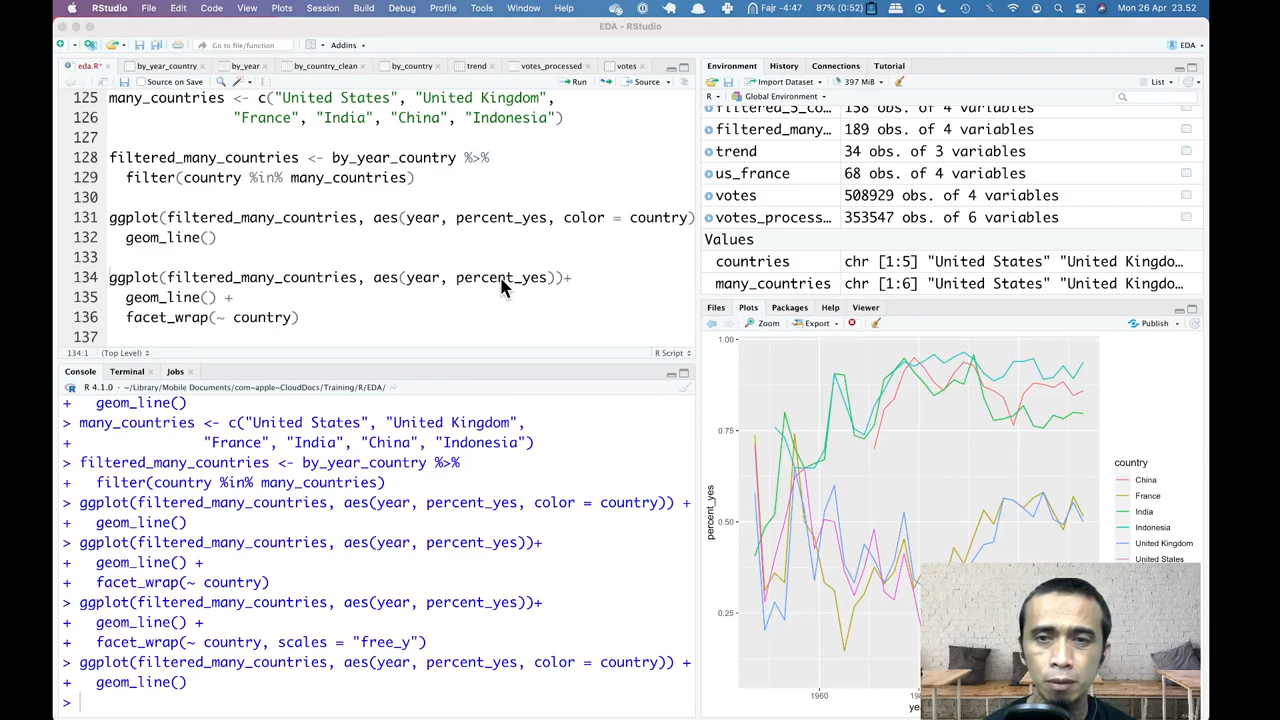 RStudio File Edit Code View Plots Session Build Debug Profile Tools Window Help Fajr -4:47 87% (0:52) Mon 26 Apr 23.52
EDA - RStudio
Go to file/function Addins EDA
eda.R* by_year_country by_year by_country_clean by_country trend votes_processed votes
Source on Save Run Source
125 many_countries <- c("United States", "United Kingdom",
126 "France", "India", "China", "Indonesia")
127
128 filtered_many_countries <- by_year_country %>%
129 filter(country %in% many_countries)
130
131 ggplot(filtered_many_countries, aes(year, percent_yes, color = country)
132 geom_line()
133
134 ggplot(filtered_many_countries, aes(year, percent_yes))+
135 geom_line() +
136 facet_wrap(~ country)
137
134:1 (Top Level) R Script
Console Terminal Jobs
R 4.1.0 · ~/Library/Mobile Documents/com~apple~CloudDocs/Training/R/EDA/
+ geom_line()
> many_countries <- c("United States", "United Kingdom",
+ "France", "India", "China", "Indonesia")
> filtered_many_countries <- by_year_country %>%
+ filter(country %in% many_countries)
> ggplot(filtered_many_countries, aes(year, percent_yes, color = country)) +
+ geom_line()
> ggplot(filtered_many_countries, aes(year, percent_yes))+
+ geom_line() +
+ facet_wrap(~ country)
> ggplot(filtered_many_countries, aes(year, percent_yes))+
+ geom_line() +
+ facet_wrap(~ country, scales = "free_y")
> ggplot(filtered_many_countries, aes(year, percent_yes, color = country)) +
+ geom_line()
>
Environment History Connections Tutorial
Import Dataset 397 MiB List
R Global Environment
filtered_5_co… 158 obs. of 4 variables
filtered_many… 189 obs. of 4 variables
trend 34 obs. of 3 variables
us_france 68 obs. of 4 variables
votes 508929 obs. of 4 variables
votes_process… 353547 obs. of 6 variables
Values
countries chr [1:5] "United States" "United Kingdo…
many_countries chr [1:6] "United States" "United Kingdo…
Files Plots Packages Help Viewer
Zoom Export Publish
1.00
0.75
0.50
0.25
percent_yes
1960
country
China
France
India
Indonesia
United Kingdom
United States